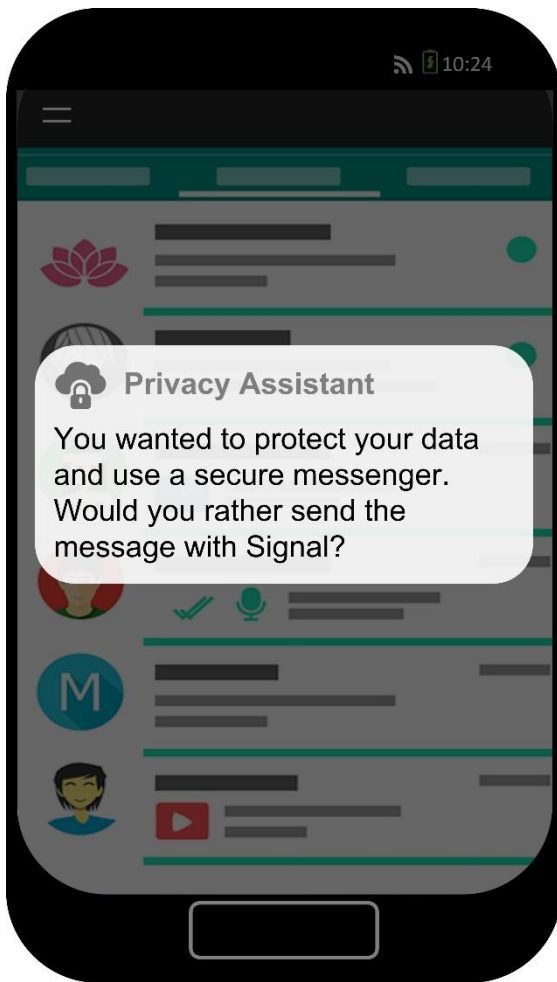 10:24
Privacy Assistant
You wanted to protect your data
and use a secure messenger.
Would you rather send the
message with Signal?
M